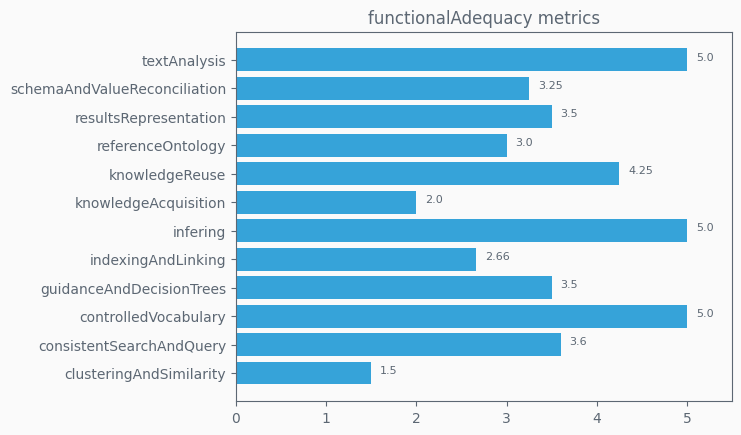 functionalAdequacy metrics
textAnalysis 5.0
schemaAndValueReconciliation 3.25
resultsRepresentation 3.5
referenceOntology 3.0
knowledgeReuse 4.25
knowledgeAcquisition 2.0
infering 5.0
indexingAndLinking 2.66
guidanceAndDecisionTrees 3.5
controlledVocabulary 5.0
consistentSearchAndQuery 3.6
clusteringAndSimilarity 1.5
0 1 2 3 4 5